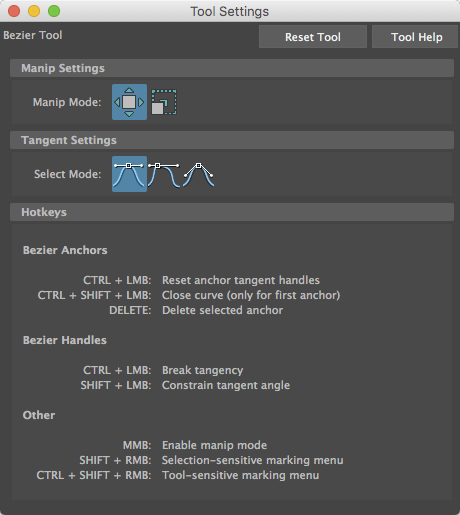 Tool Settings
Bezier Tool
Reset Tool
Tool Help
Manip Settings
Manip Mode:
Tangent Settings
Select Mode:
Hotkeys
Bezier Anchors
CTRL + LMB: Reset anchor tangent handles
CTRL + SHIFT + LMB: Close curve (only for first anchor)
DELETE: Delete selected anchor
Bezier Handles
CTRL + LMB: Break tangency
SHIFT + LMB: Constrain tangent angle
Other
MMB: Enable manip mode
SHIFT + RMB: Selection-sensitive marking menu
CTRL + SHIFT + RMB: Tool-sensitive marking menu